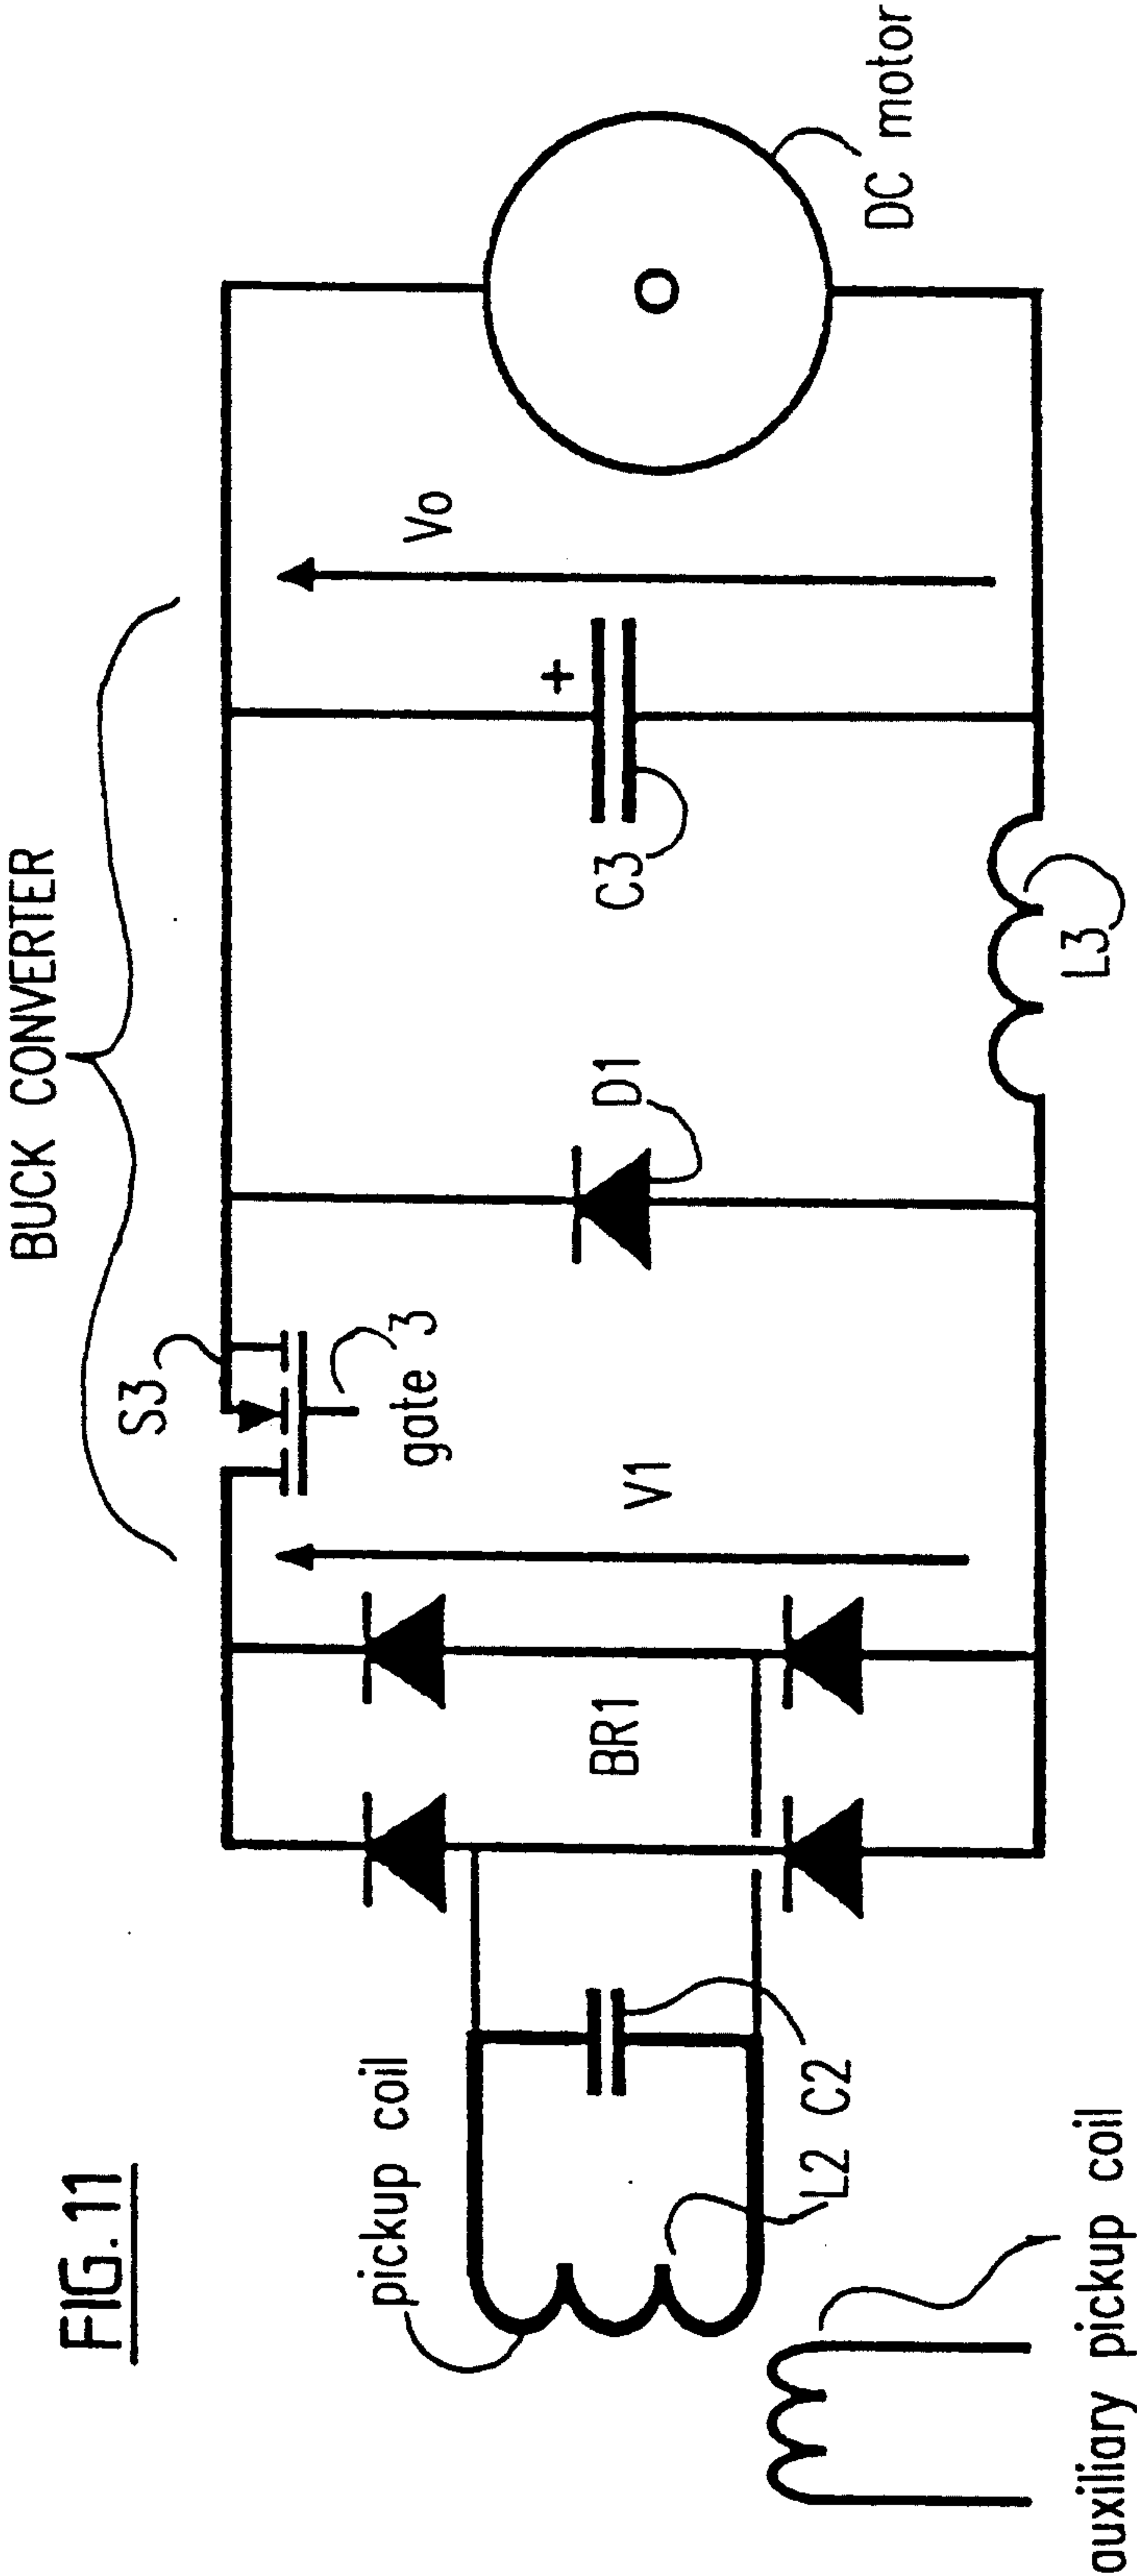 FIG. 11
BUCK CONVERTER
S3
gate 3
pickup coil
V1
D1
Vo
+
BR1
C3
L2 C2
L3
DC motor
auxiliary pickup coil